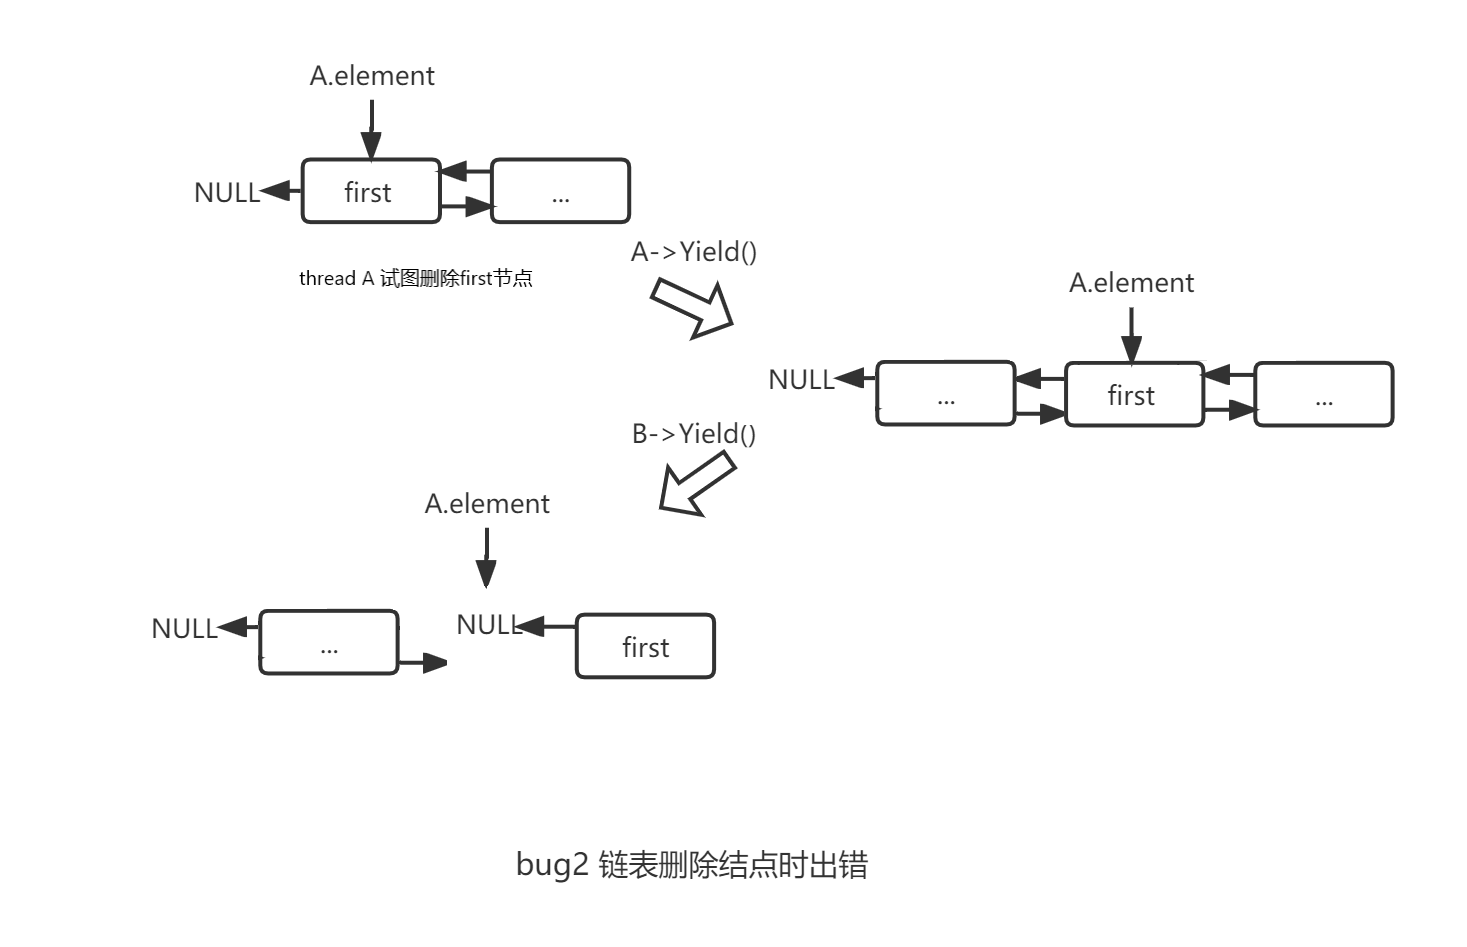 A.element
NULL
first
...
thread A 试图删除first节点
A->Yield()
A.element
NULL
...
first
...
B->Yield()
A.element
NULL
...
NULL
first
bug2 链表删除结点时出错